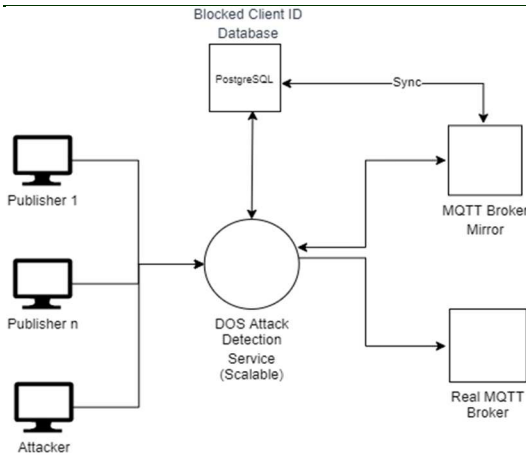 Blocked Client ID
Database
PostgreSQL
Sync
Publisher 1
MQTT Broker
Mirror
Publisher n
DOS Attack
Detection
Service
(Scalable)
Real MQTT
Broker
Attacker